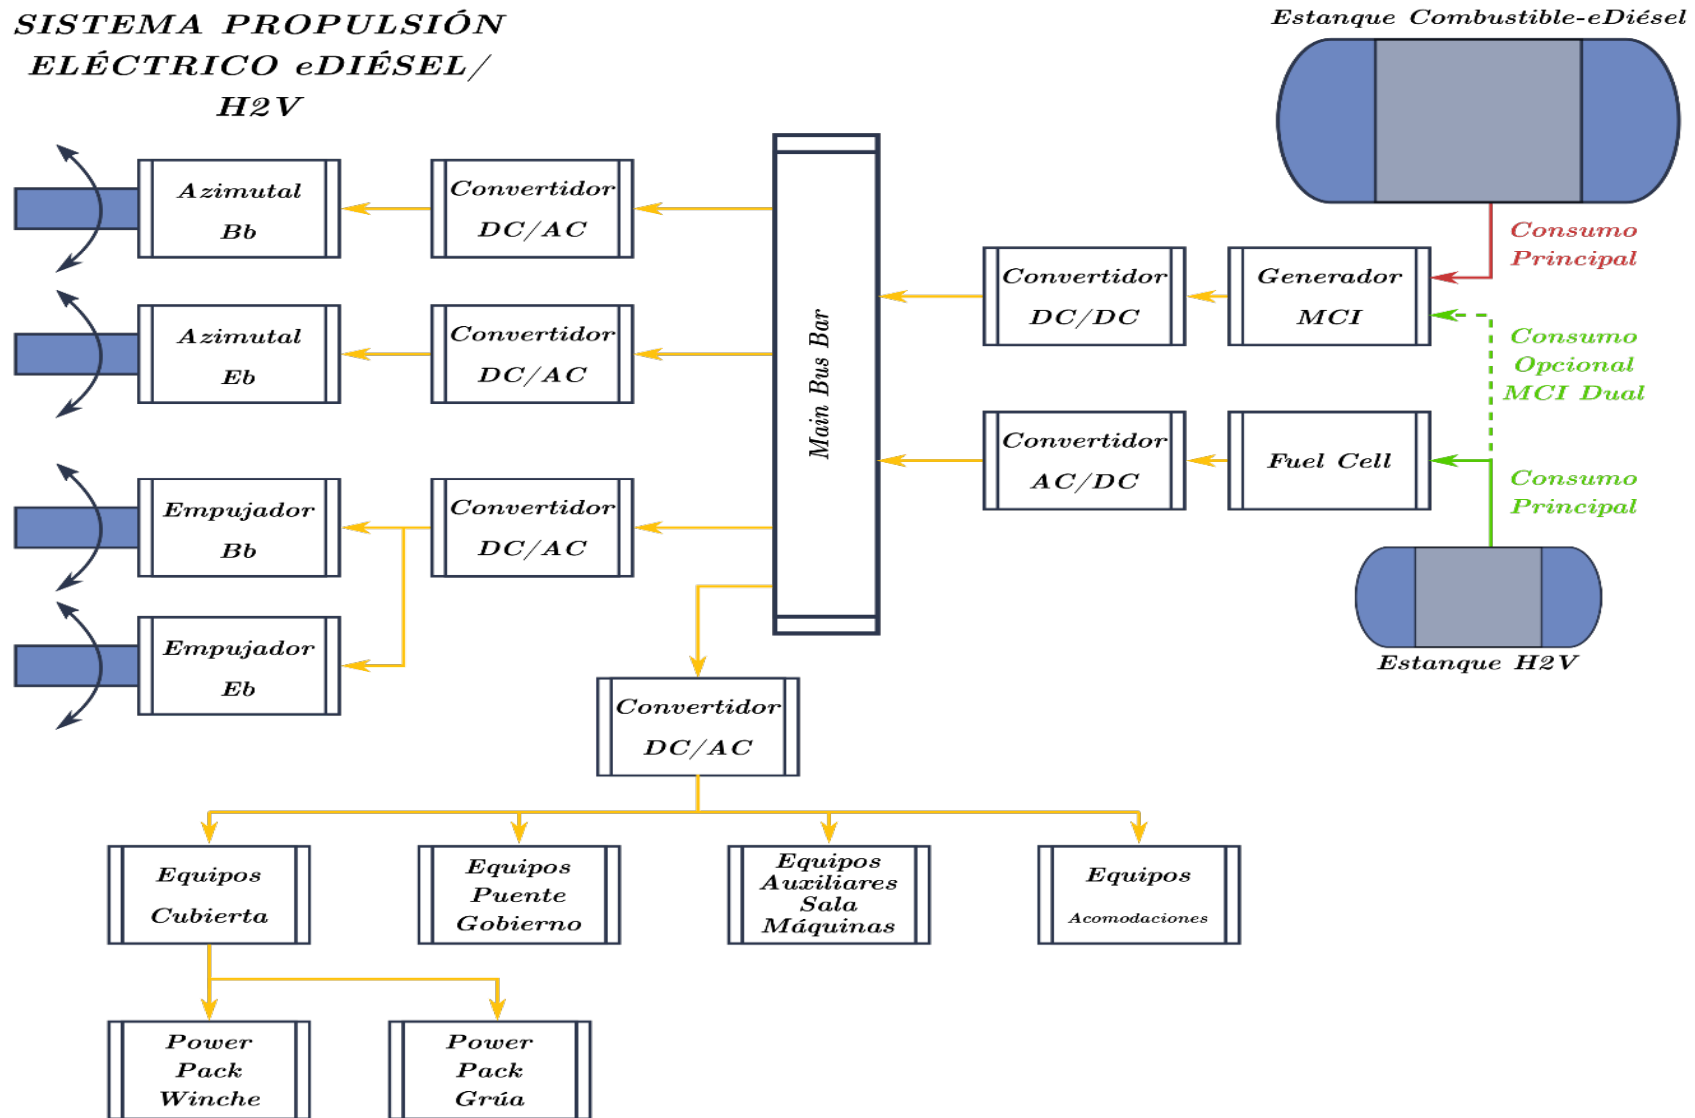 SISTEMA PROPULSIÓN
ELÉCTRICO eDIÉSEL/
H2V
Estanque Combustible-eDiésel
Azimutal
Bb
Convertidor
DC/AC
Consumo
Principal
Convertidor
DC/DC
Generador
MCI
Azimutal
Eb
Convertidor
DC/AC
Main Bus Bar
Consumo
Opcional
MCI Dual
Convertidor
AC/DC
Fuel Cell
Consumo
Principal
Empujador
Bb
Convertidor
DC/AC
Estanque H2V
Empujador
Eb
Convertidor
DC/AC
Equipos
Cubierta
Equipos
Puente
Gobierno
Equipos
Auxiliares
Sala
Máquinas
Equipos
Acomodaciones
Power
Pack
Winche
Power
Pack
Grúa